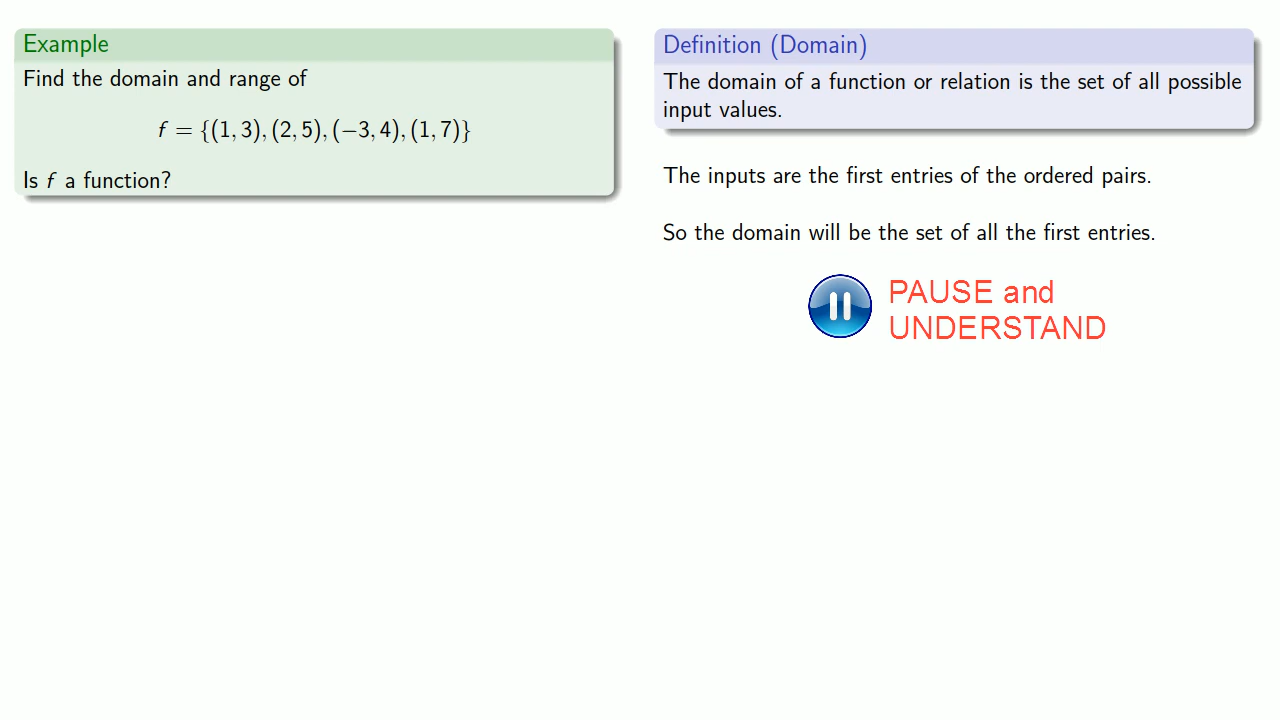 Example
Find the domain and range of
f = {(1, 3), (2, 5), (−3, 4), (1, 7)}
Is f a function?
Definition (Domain)
The domain of a function or relation is the set of all possible
input values.
The inputs are the first entries of the ordered pairs.
So the domain will be the set of all the first entries.
PAUSE and
UNDERSTAND